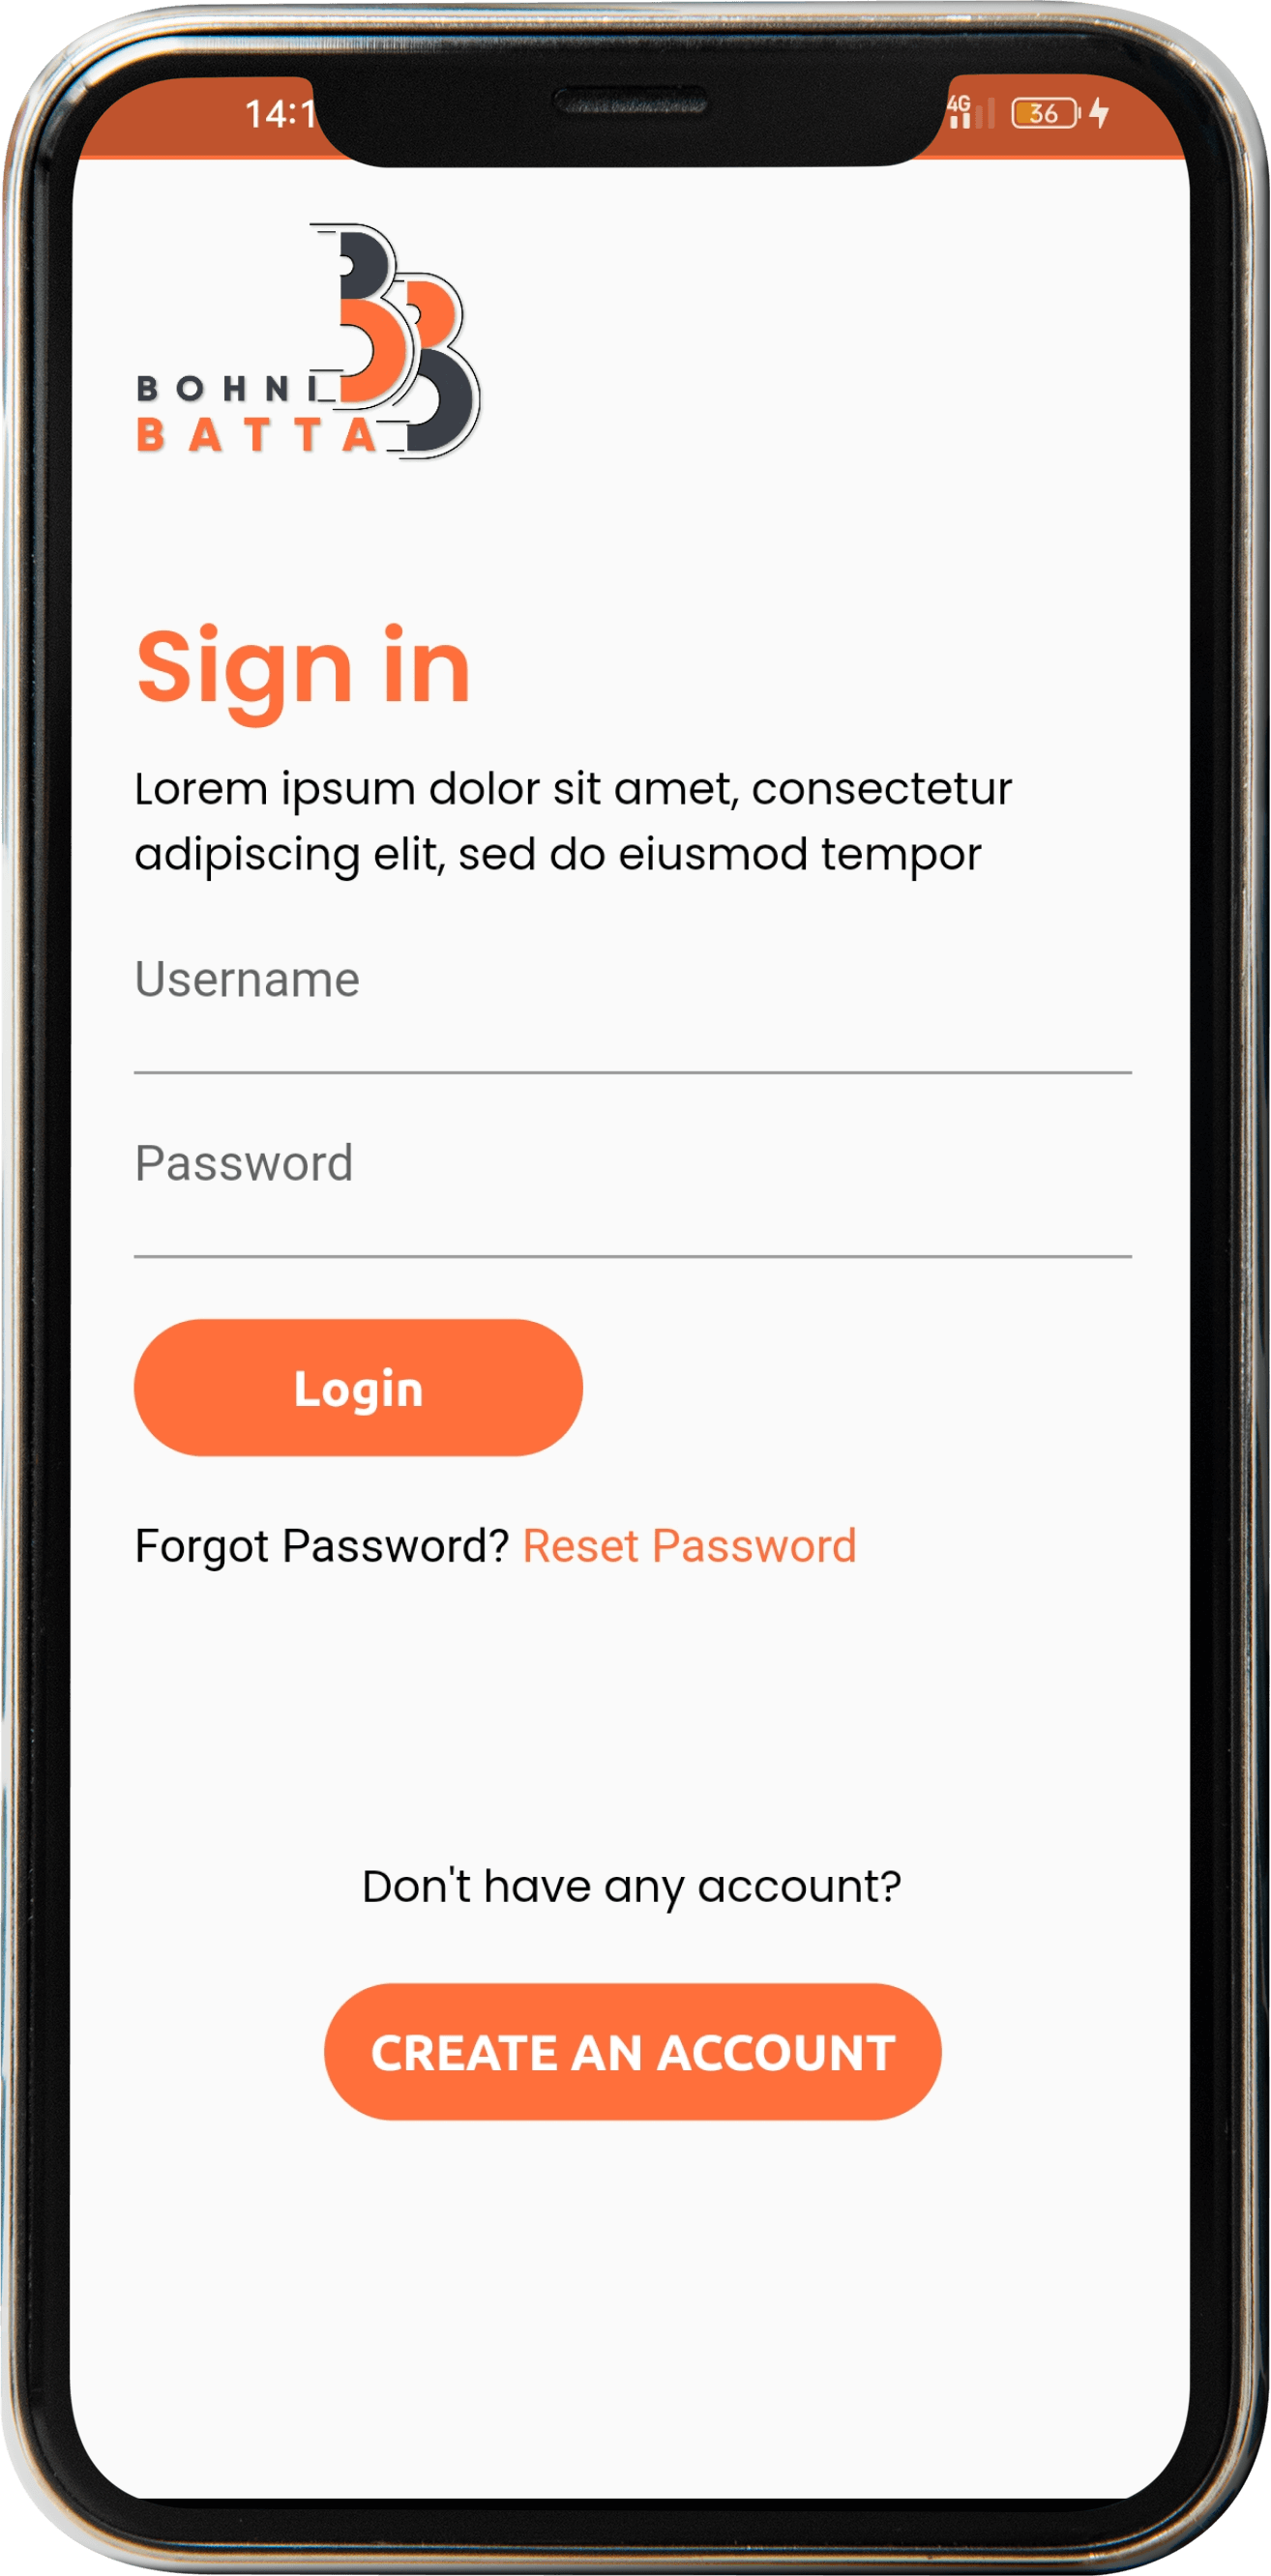 14:1
4G
36
BOHNI
BATTA
Sign in
Lorem ipsum dolor sit amet, consectetur
adipiscing elit, sed do eiusmod tempor
Username
Password
Login
Forgot Password? Reset Password
Don't have any account?
CREATE AN ACCOUNT